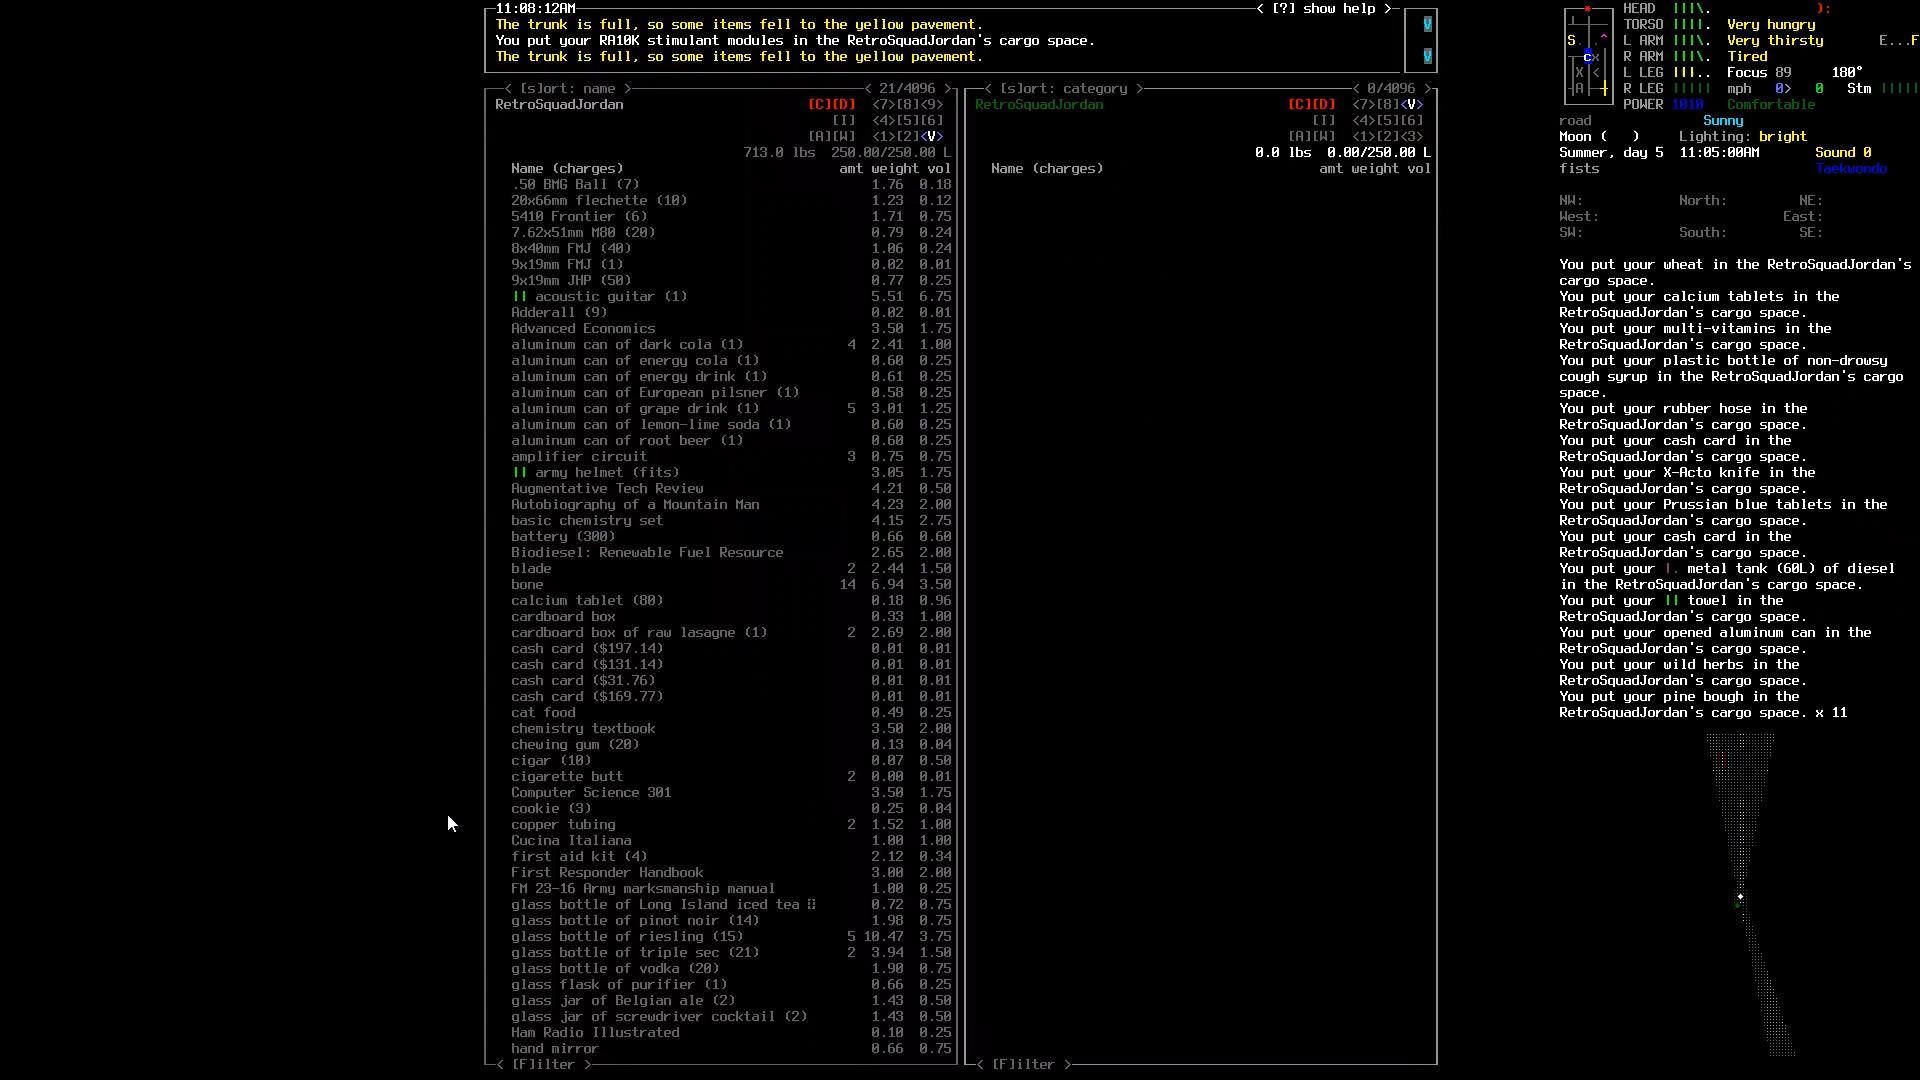 11:08:12AM < [?] show help >
The trunk is full, so some items fell to the yellow pavement.
You put your RA10K stimulant modules in the RetroSquadJordan's cargo space.
The trunk is full, so some items fell to the yellow pavement.
< [s]ort: name > < 21/4096 >
RetroSquadJordan [C][D] <7>[8]<9>
[I] <4>[5][6]
[A][W] <1>[2]<V>
713.0 lbs 250.00/250.00 L
Name (charges) amt weight vol
.50 BMG Ball (7) 1.76 0.18
20x66mm flechette (10) 1.23 0.12
5410 Frontier (6) 1.71 0.75
7.62x51mm M80 (20) 0.79 0.24
8x40mm FMJ (40) 1.06 0.24
9x19mm FMJ (1) 0.02 0.01
9x19mm JHP (50) 0.77 0.25
|| acoustic guitar (1) 5.51 6.75
Adderall (9) 0.02 0.01
Advanced Economics 3.50 1.75
aluminum can of dark cola (1) 4 2.41 1.00
aluminum can of energy cola (1) 0.60 0.25
aluminum can of energy drink (1) 0.61 0.25
aluminum can of European pilsner (1) 0.58 0.25
aluminum can of grape drink (1) 5 3.01 1.25
aluminum can of lemon-lime soda (1) 0.60 0.25
aluminum can of root beer (1) 0.60 0.25
amplifier circuit 3 0.75 0.75
|| army helmet (fits) 3.05 1.75
Augmentative Tech Review 4.21 0.50
Autobiography of a Mountain Man 4.23 2.00
basic chemistry set 4.15 2.75
battery (300) 0.66 0.60
Biodiesel: Renewable Fuel Resource 2.65 2.00
blade 2 2.44 1.50
bone 14 6.94 3.50
calcium tablet (80) 0.18 0.96
cardboard box 0.33 1.00
cardboard box of raw lasagne (1) 2 2.69 2.00
cash card ($197.14) 0.01 0.01
cash card ($131.14) 0.01 0.01
cash card ($31.76) 0.01 0.01
cash card ($169.77) 0.01 0.01
cat food 0.49 0.25
chemistry textbook 3.50 2.00
chewing gum (20) 0.13 0.04
cigar (10) 0.07 0.50
cigarette butt 2 0.00 0.01
Computer Science 301 3.50 1.75
cookie (3) 0.25 0.04
copper tubing 2 1.52 1.00
Cucina Italiana 1.00 1.00
first aid kit (4) 2.12 0.34
First Responder Handbook 3.00 2.00
FM 23-16 Army marksmanship manual 1.00 0.25
glass bottle of Long Island iced tea 0.72 0.75
glass bottle of pinot noir (14) 1.98 0.75
glass bottle of riesling (15) 5 10.47 3.75
glass bottle of triple sec (21) 2 3.94 1.50
glass bottle of vodka (20) 1.90 0.75
glass flask of purifier (1) 0.66 0.25
glass jar of Belgian ale (2) 1.43 0.50
glass jar of screwdriver cocktail (2) 1.43 0.50
Ham Radio Illustrated 0.10 0.25
hand mirror 0.66 0.75
< [F]ilter >
< [s]ort: category > < 0/4096 >
RetroSquadJordan [C][D] <7>[8]<V>
[I] <4>[5][6]
[A][W] <1>[2]<3>
0.0 lbs 0.00/250.00 L
Name (charges) amt weight vol
< [F]ilter >
HEAD |||\. ):
TORSO ||||. Very hungry
L ARM |||\. Very thirsty E...F
R ARM |||\. Tired
L LEG |||.. Focus 89 180°
R LEG ||||| mph 0> 0 Stm |||||
POWER 1010 Comfortable
road Sunny
Moon ( ) Lighting: bright
Summer, day 5 11:05:00AM Sound 0
fists Taekwondo
NW: North: NE:
West: East:
SW: South: SE:
You put your wheat in the RetroSquadJordan's
cargo space.
You put your calcium tablets in the
RetroSquadJordan's cargo space.
You put your multi-vitamins in the
RetroSquadJordan's cargo space.
You put your plastic bottle of non-drowsy
cough syrup in the RetroSquadJordan's cargo
space.
You put your rubber hose in the
RetroSquadJordan's cargo space.
You put your cash card in the
RetroSquadJordan's cargo space.
You put your X-Acto knife in the
RetroSquadJordan's cargo space.
You put your Prussian blue tablets in the
RetroSquadJordan's cargo space.
You put your cash card in the
RetroSquadJordan's cargo space.
You put your |. metal tank (60L) of diesel
in the RetroSquadJordan's cargo space.
You put your || towel in the
RetroSquadJordan's cargo space.
You put your opened aluminum can in the
RetroSquadJordan's cargo space.
You put your wild herbs in the
RetroSquadJordan's cargo space.
You put your pine bough in the
RetroSquadJordan's cargo space. x 11